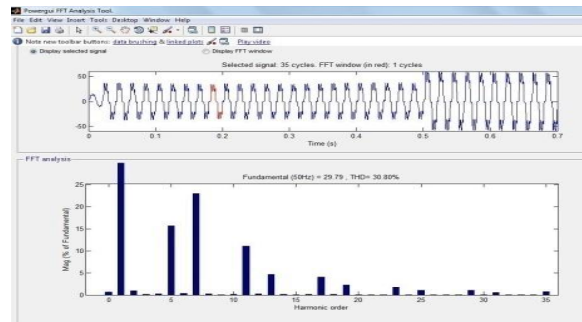 Powergui FFT Analysis Tool.
File Edit View Insert Tools Desktop Window Help
Note new toolbar buttons: data brushing & linked plots Play video
Display selected signal Display FFT window
Selected signal: 35 cycles. FFT window (in red): 1 cycles
50
0
-50
0 0.1 0.2 0.3 0.4 0.5 0.6 0.7
Time (s)
FFT analysis
Fundamental (50Hz) = 29.79 , THD= 30.80%
25
20
15
10
5
0
Mag (% of Fundamental)
0 5 10 15 20 25 30 35
Harmonic order